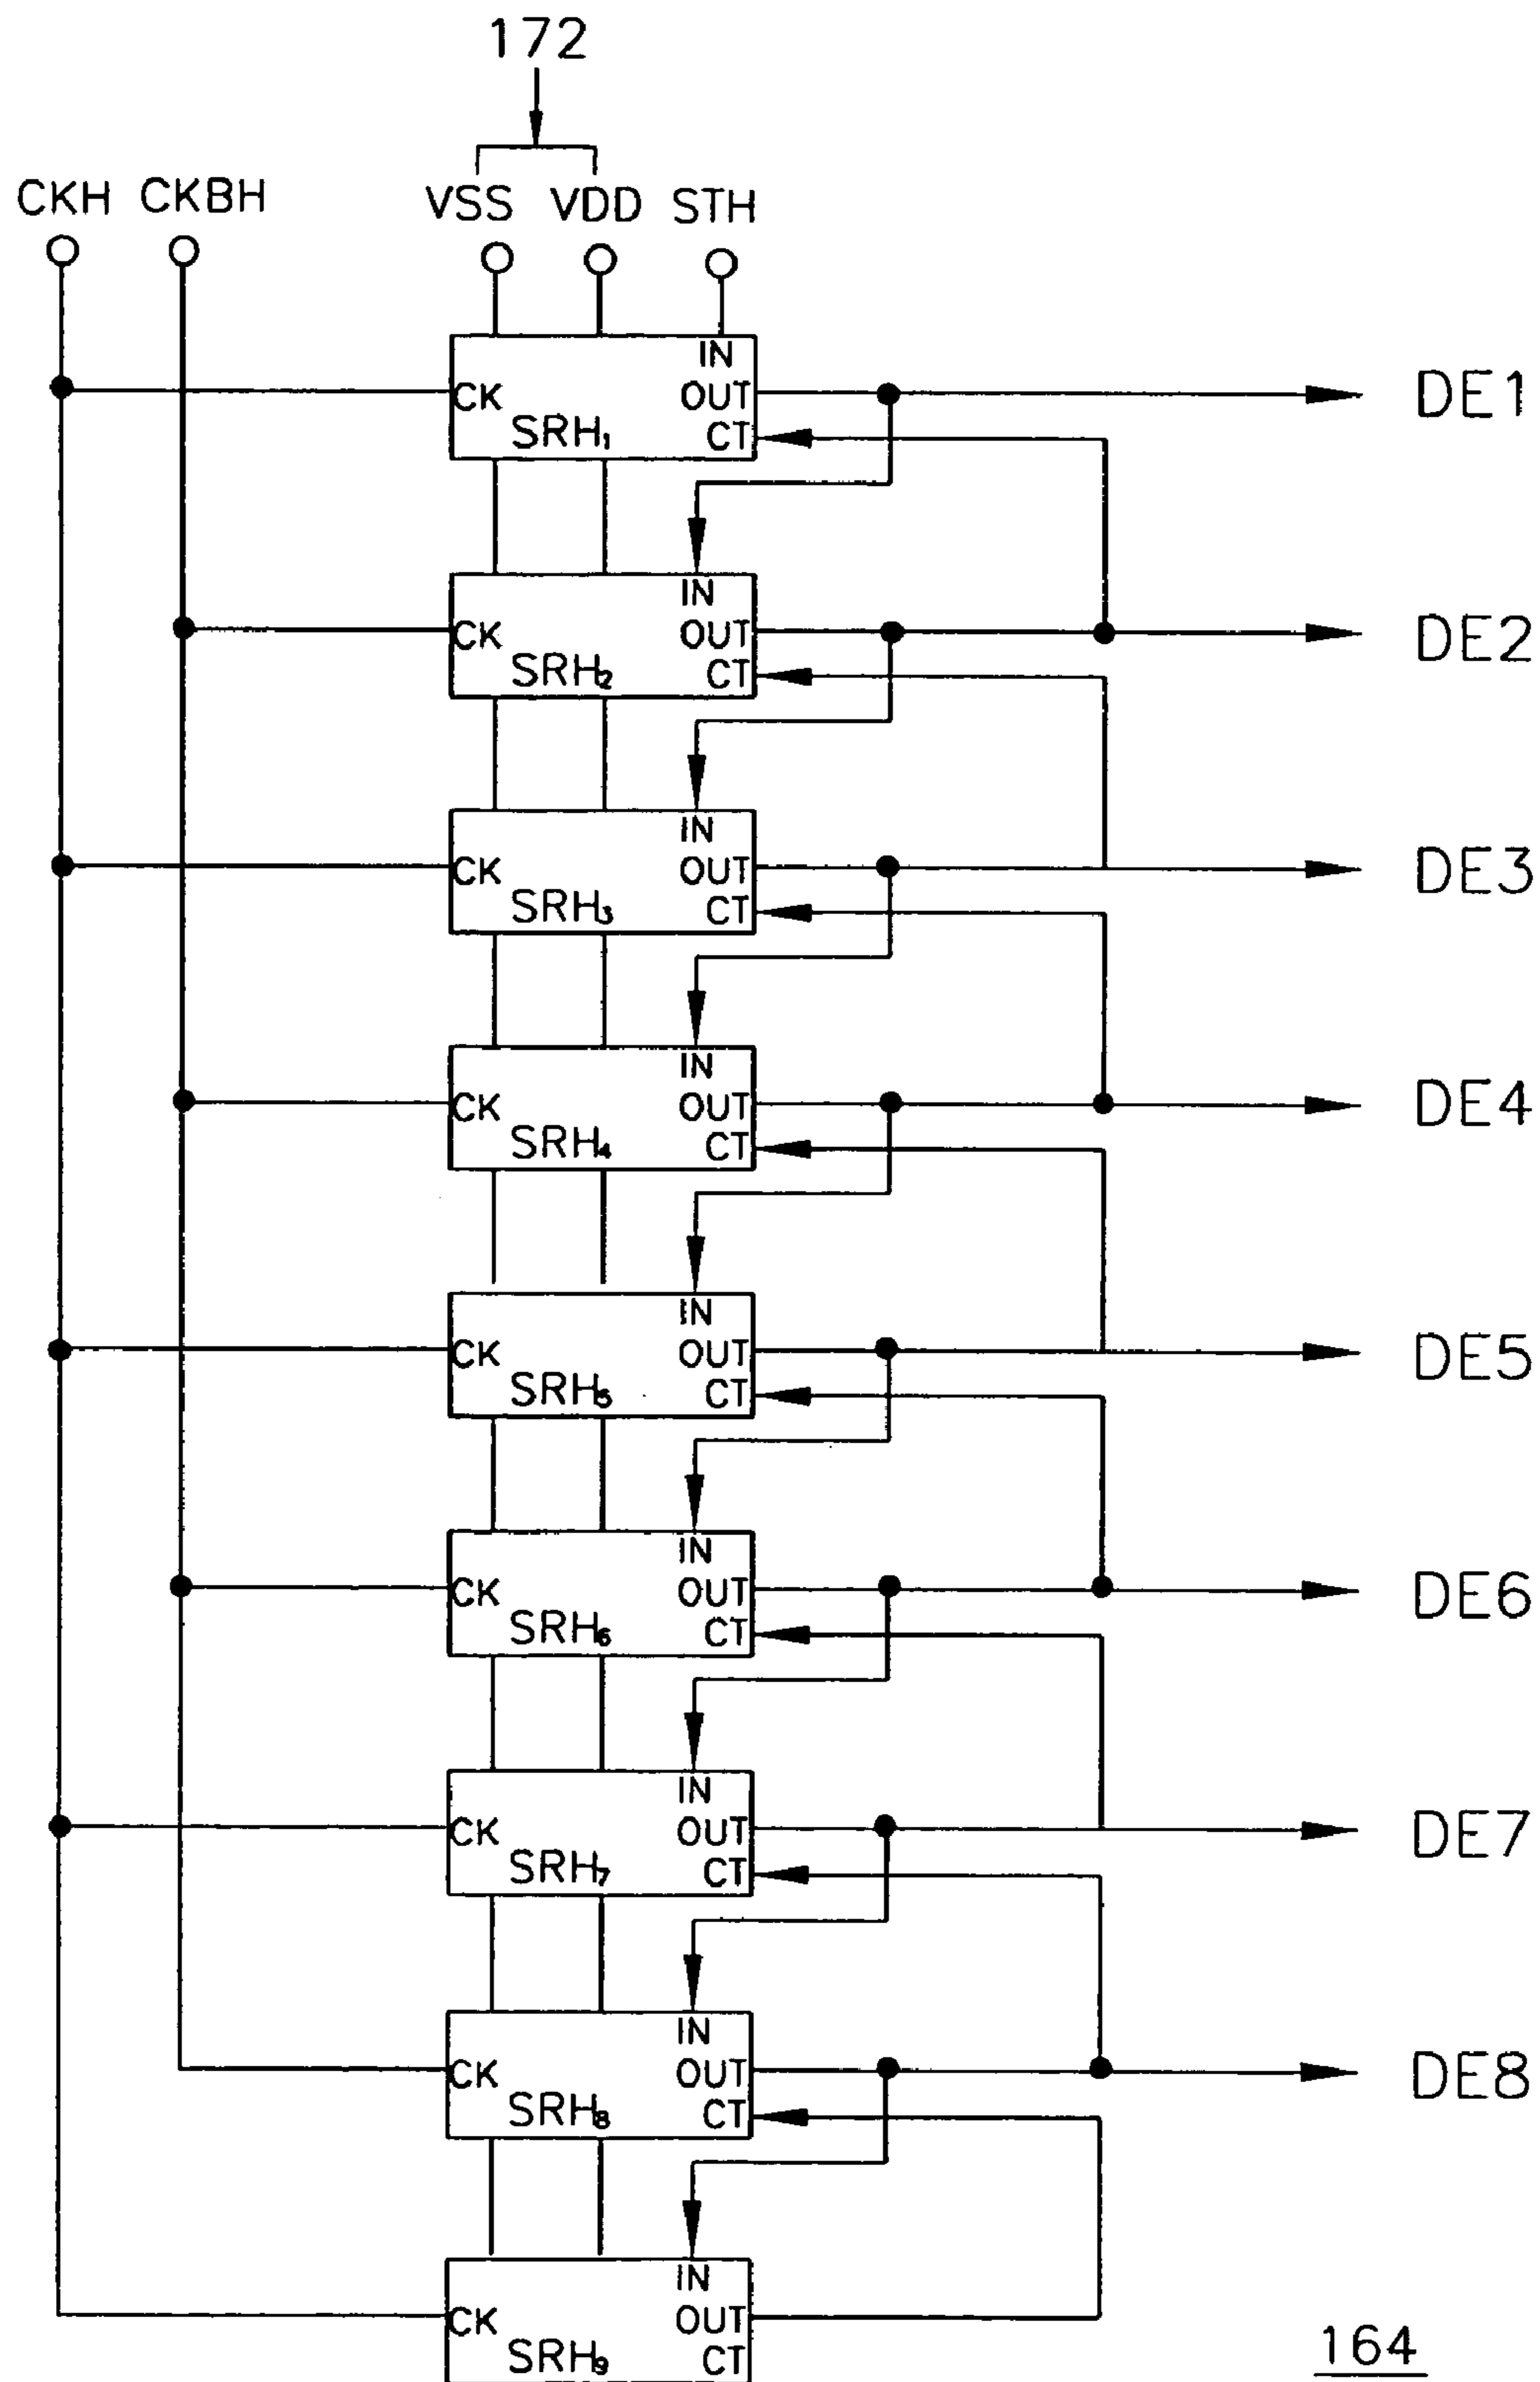 172
CKH CKBH VSS VDD STH
IN
CK OUT DE1
SRH₁ CT
IN
CK OUT DE2
SRH₂ CT
IN
CK OUT DE3
SRH₃ CT
IN
CK OUT DE4
SRH₄ CT
IN
CK OUT DE5
SRH₅ CT
IN
CK OUT DE6
SRH₆ CT
IN
CK OUT DE7
SRH₇ CT
IN
CK OUT DE8
SRH₈ CT
IN
CK OUT
SRH₉ CT
164